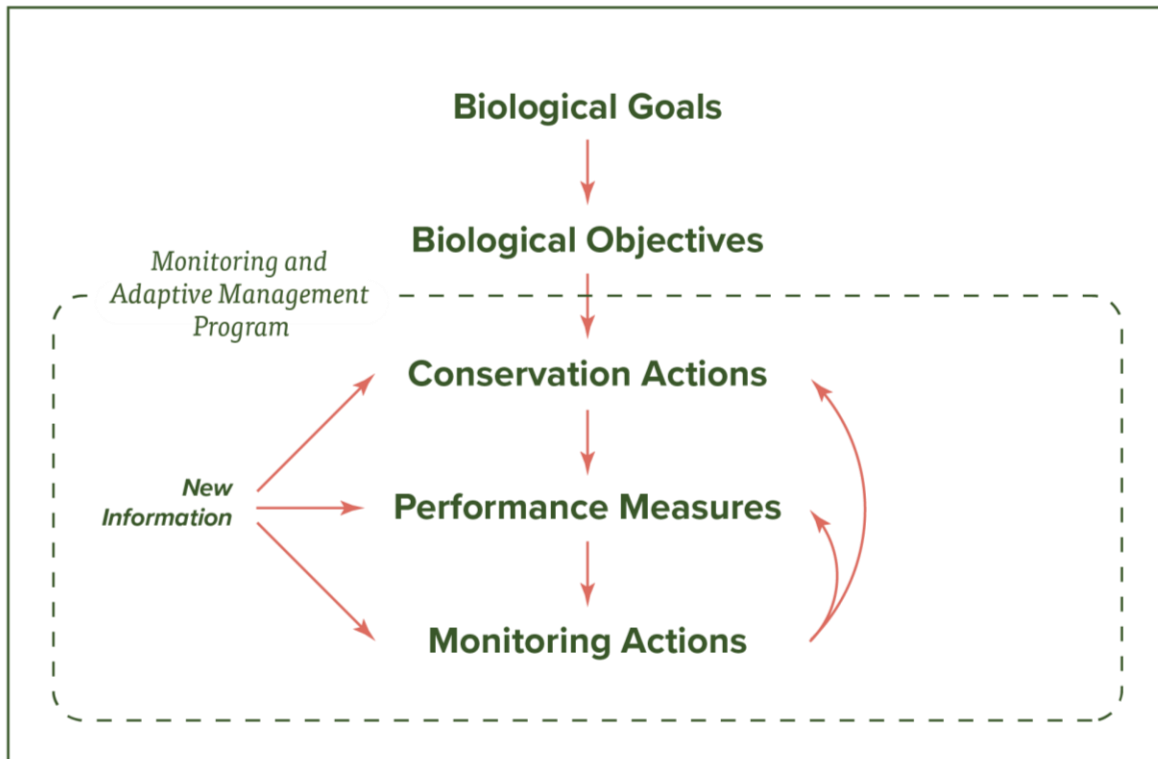 Biological Goals
Biological Objectives
Monitoring and
Adaptive Management
Program
Conservation Actions
New
Information
Performance Measures
Monitoring Actions